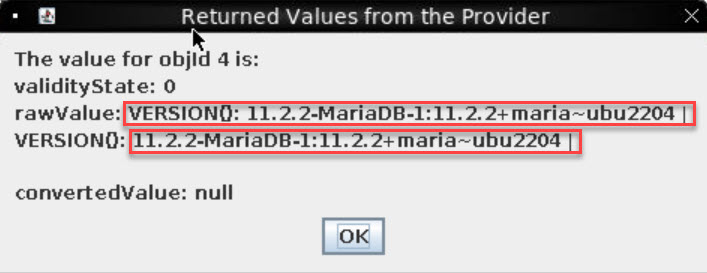 Returned Values from the Provider
The value for objId 4 is:
validityState: 0
rawValue: VERSION(): 11.2.2-MariaDB-1:11.2.2+maria~ubu2204 |
VERSION(): 11.2.2-MariaDB-1:11.2.2+maria~ubu2204 |
convertedValue: null
OK